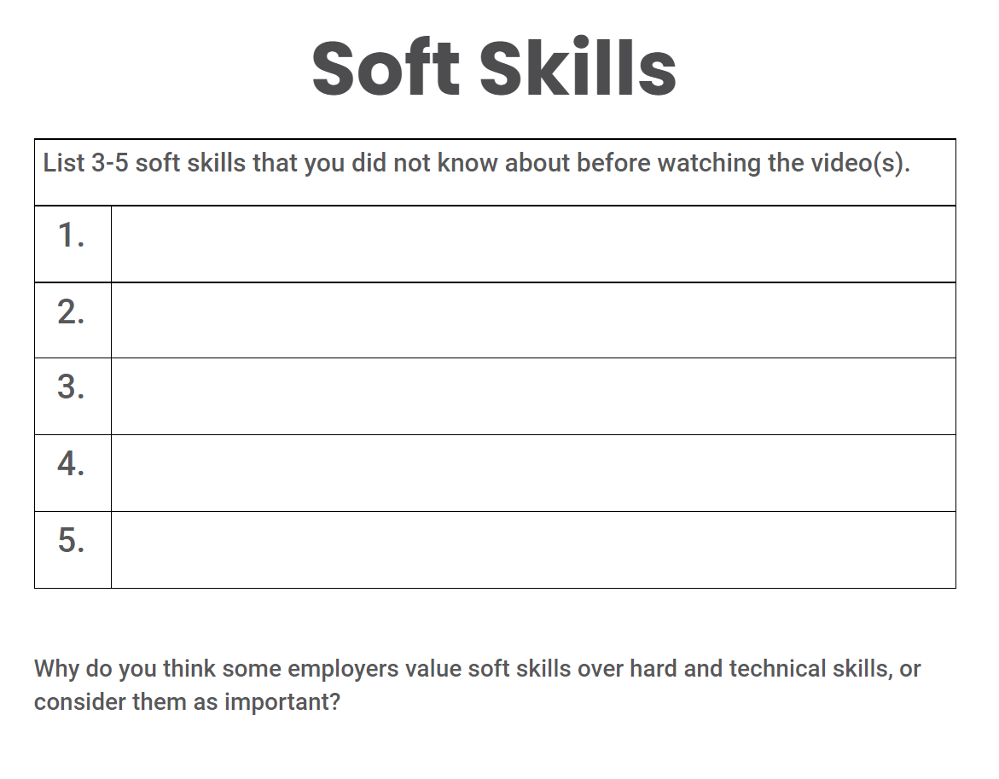 Soft Skills
List 3-5 soft skills that you did not know about before watching the video(s).
1.
2.
3.
4.
5.
Why do you think some employers value soft skills over hard and technical skills, or
consider them as important?